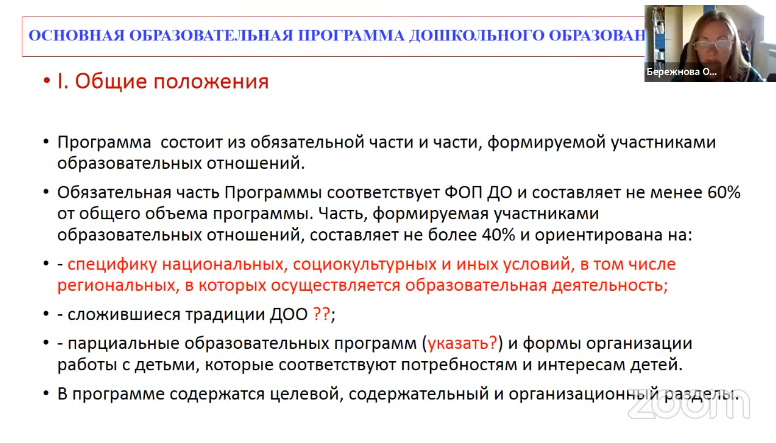 ОСНОВНАЯ ОБРАЗОВАТЕЛЬНАЯ ПРОГРАММА ДОШКОЛЬНОГО ОБРАЗОВАН
Бережнова О...
• I. Общие положения
• Программа состоит из обязательной части и части, формируемой участниками
образовательных отношений.
• Обязательная часть Программы соответствует ФОП ДО и составляет не менее 60%
от общего объема программы. Часть, формируемая участниками
образовательных отношений, составляет не более 40% и ориентирована на:
• - специфику национальных, социокультурных и иных условий, в том числе
региональных, в которых осуществляется образовательная деятельность;
• - сложившиеся традиции ДОО ??;
• - парциальные образовательных программ (указать?) и формы организации
работы с детьми, которые соответствуют потребностям и интересам детей.
• В программе содержатся целевой, содержательный и организационный разделы.
zoom